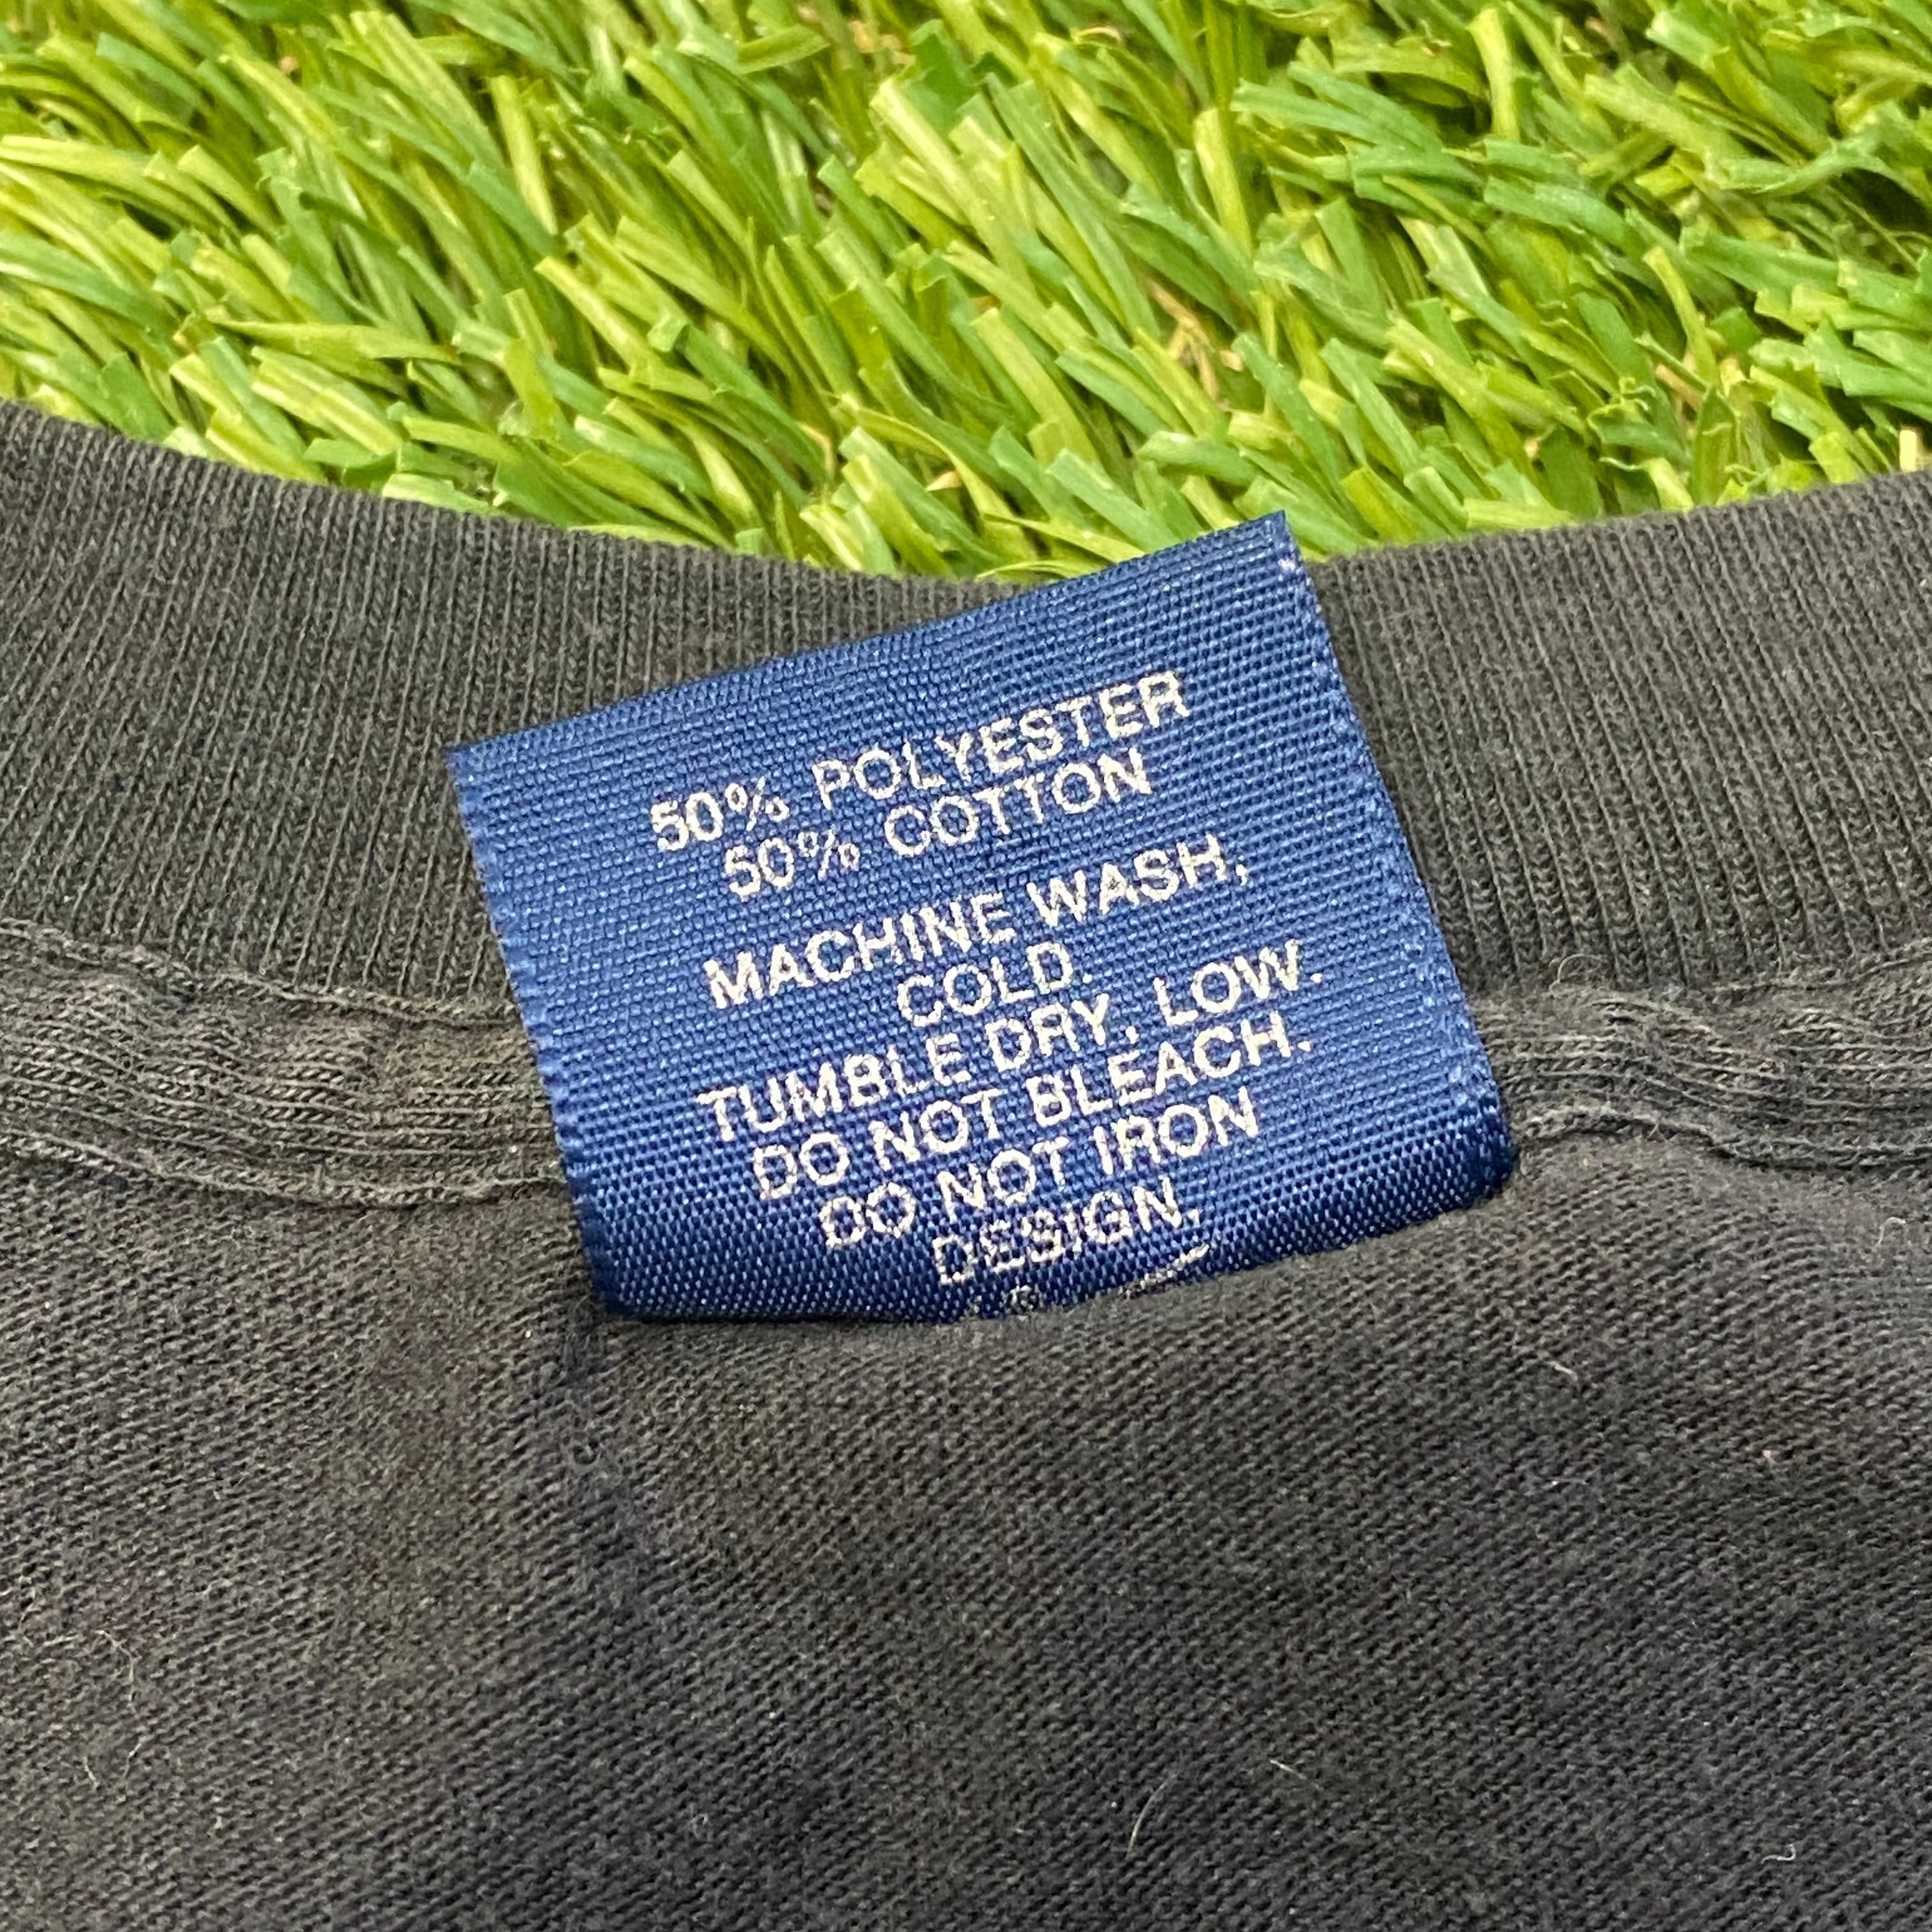 50% POLYESTER
50% COTTON
MACHINE WASH,
COLD.
TUMBLE DRY, LOW.
DO NOT BLEACH.
DO NOT IRON
DESIGN.